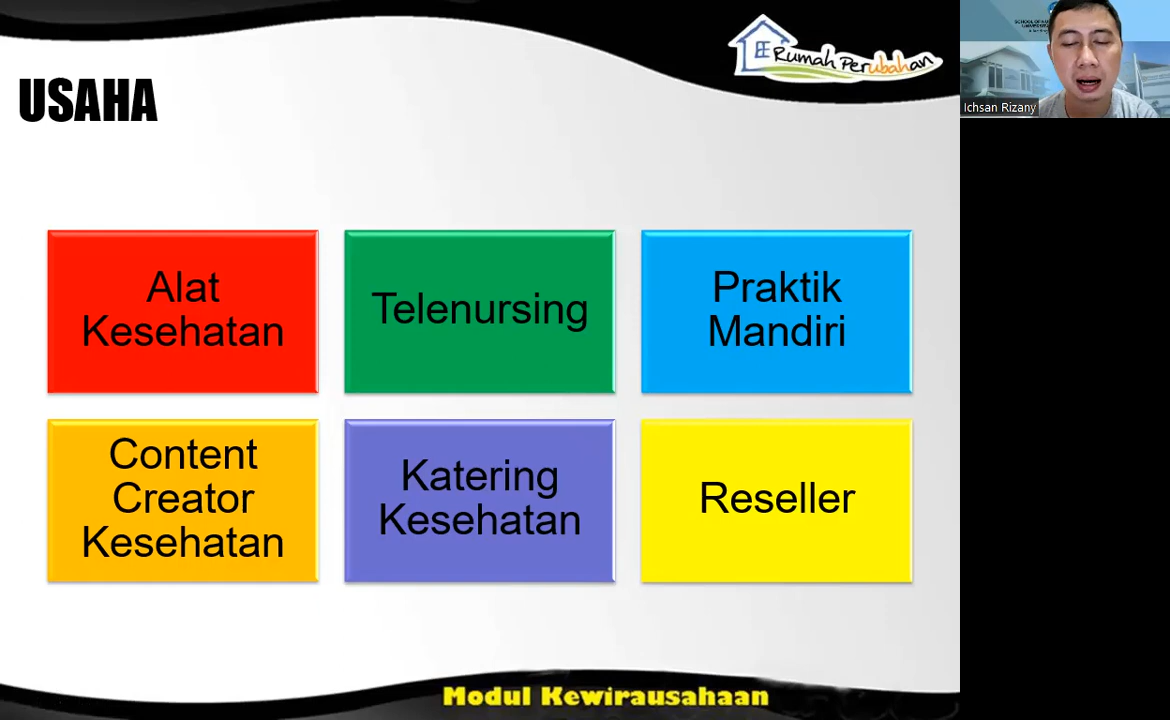 Rumah Perubahan
Ichsan Rizany
USAHA
Alat
Kesehatan
Telenursing
Praktik
Mandiri
Content
Creator
Kesehatan
Katering
Kesehatan
Reseller
Modul Kewirausahaan